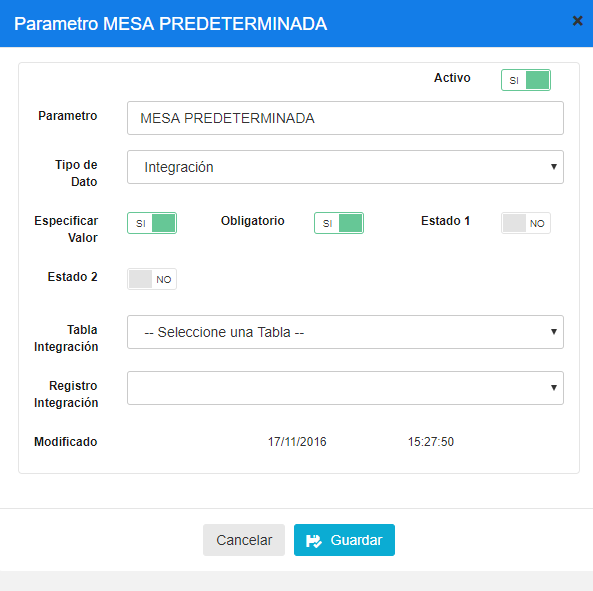 Parametro MESA PREDETERMINADA
Activo SI
Parametro MESA PREDETERMINADA
Tipo de
Dato
Integración
Especificar
Valor
SI
Obligatorio SI
Estado 1 NO
Estado 2 NO
Tabla
Integración
-- Seleccione una Tabla --
Registro
Integración
Modificado 17/11/2016 15:27:50
Cancelar Guardar